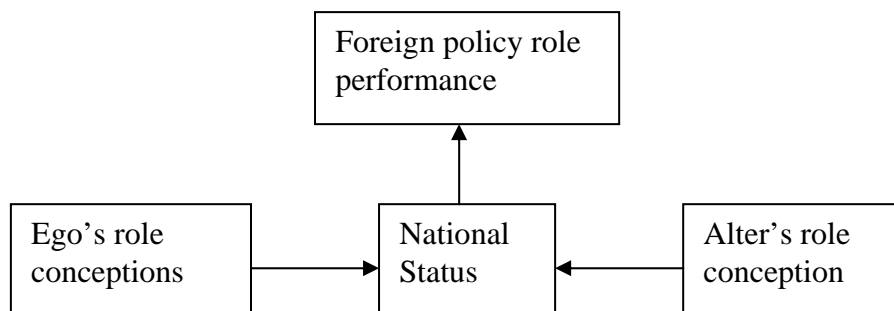 Foreign policy role
performance
Ego’s role
conceptions
National
Status
Alter’s role
conception